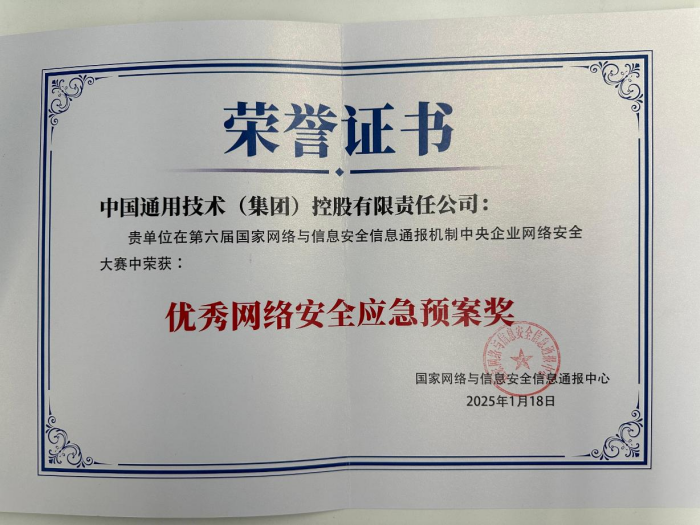 荣誉证书
中国通用技术（集团）控股有限责任公司：
贵单位在第六届国家网络与信息安全信息通报机制中央企业网络安全
大赛中荣获：
优秀网络安全应急预案奖
国家网络与信息安全信息通报中心
2025年1月18日